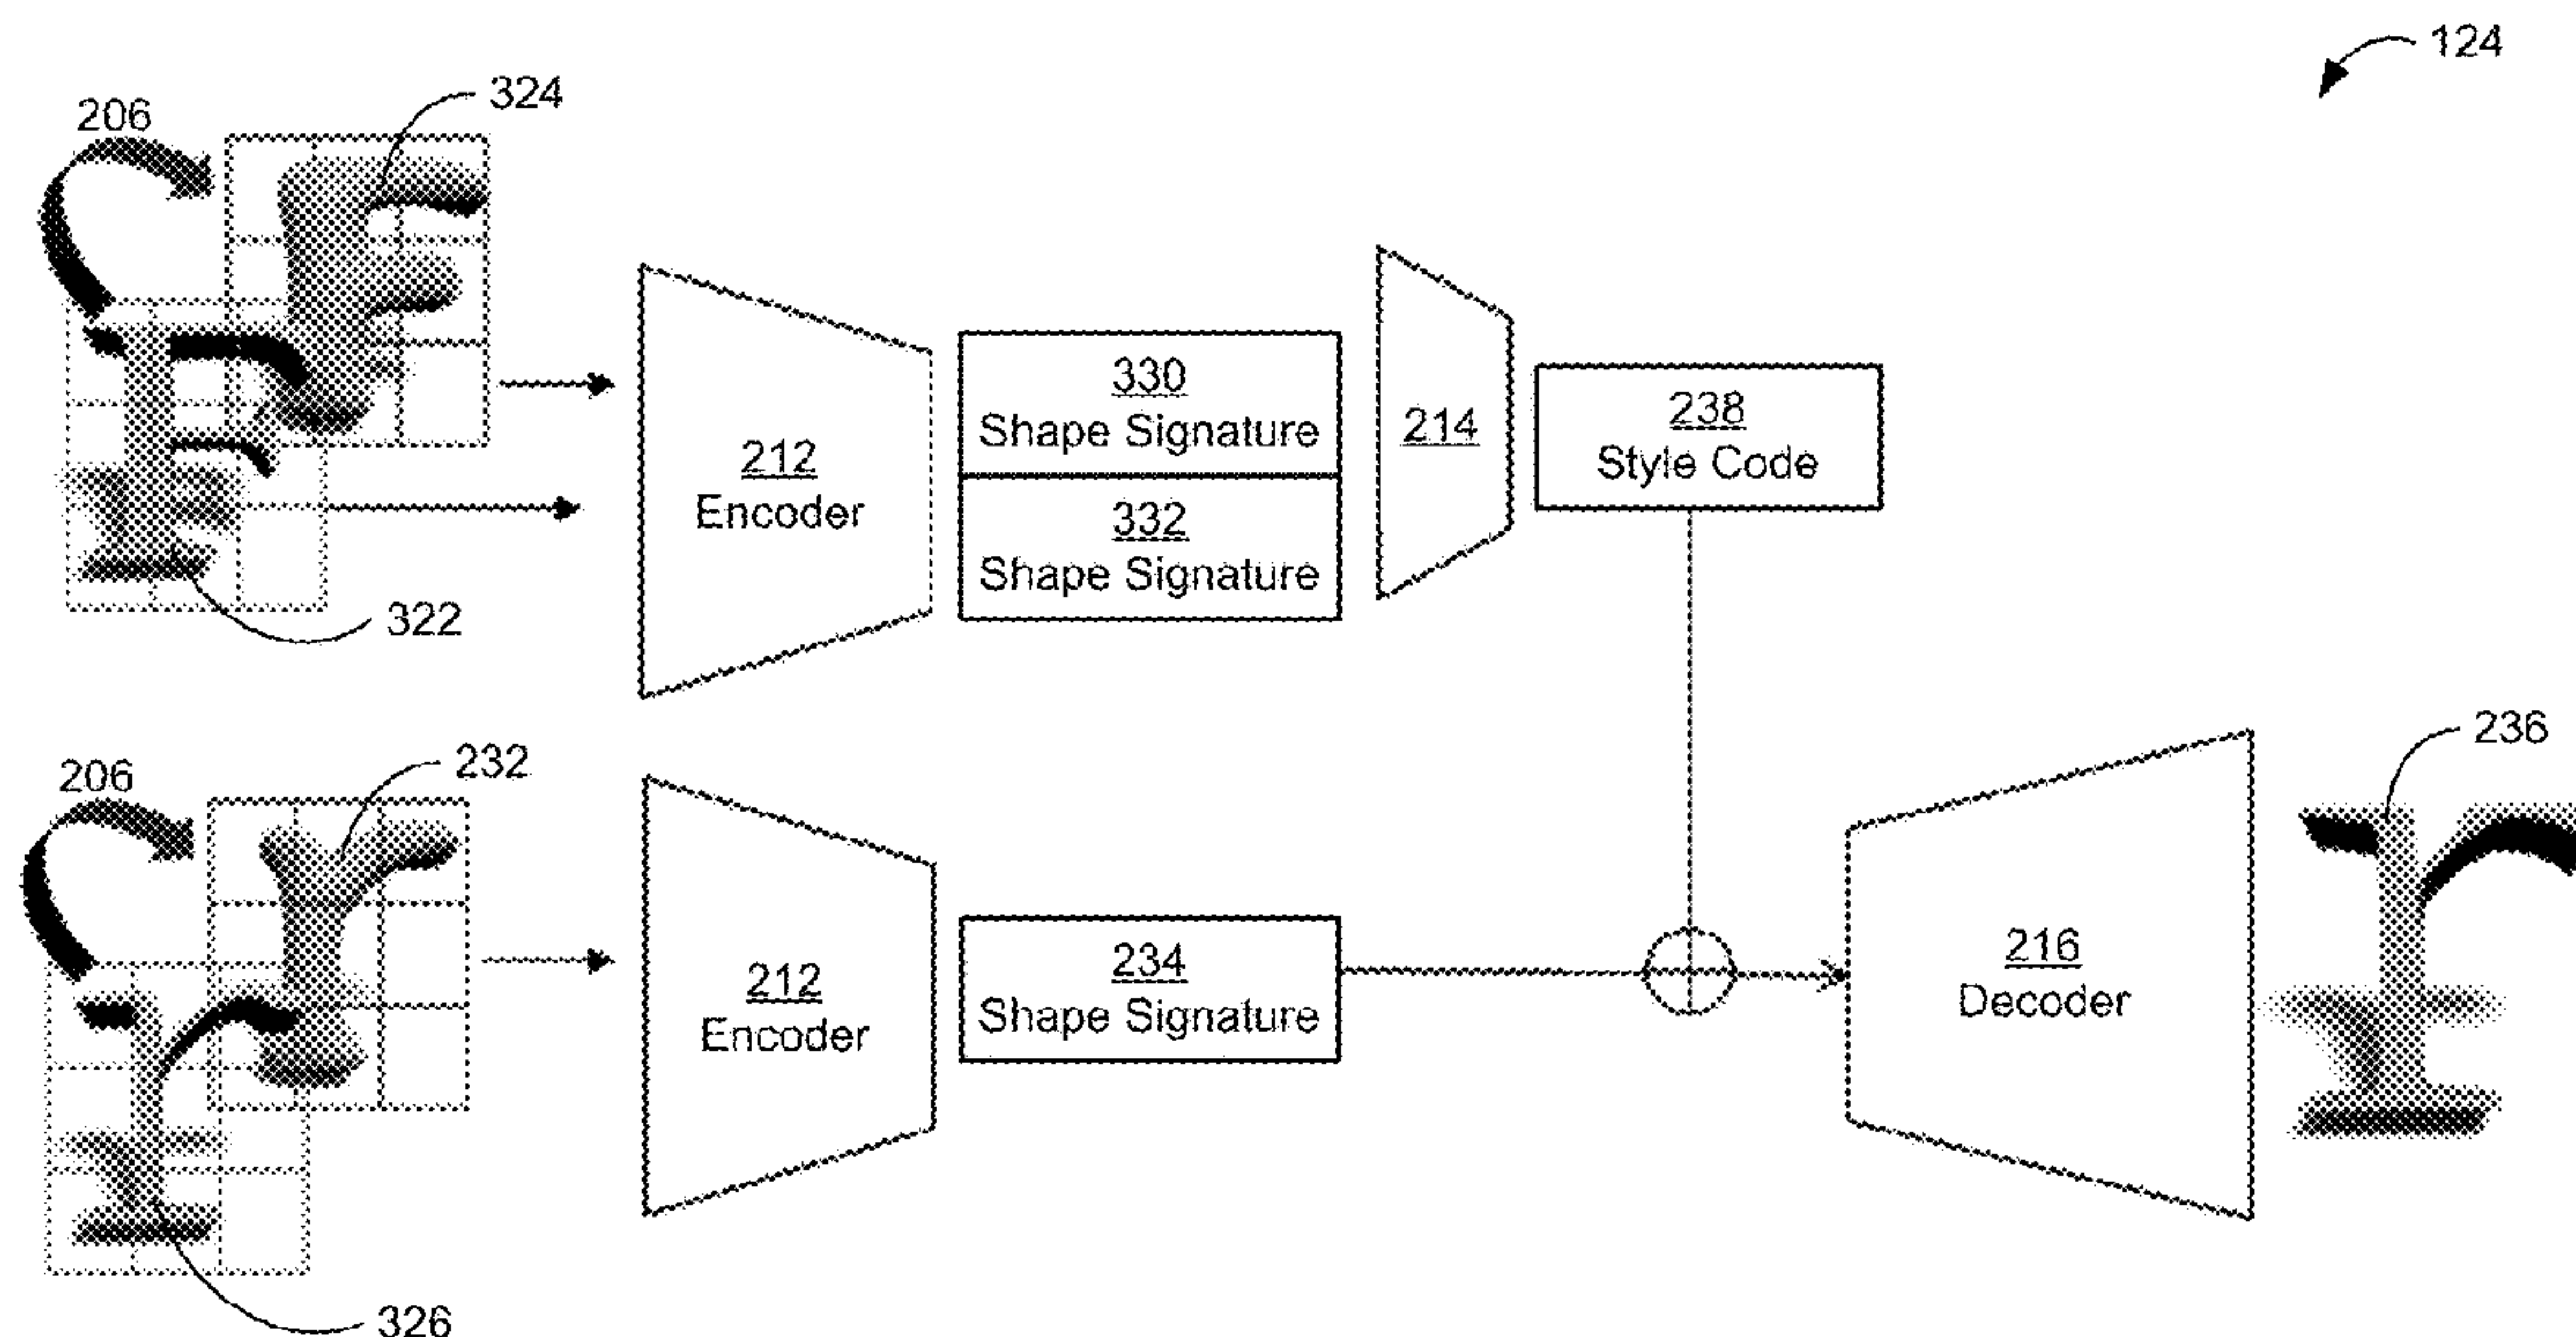 124
324
206
330
Shape Signature
238
Style Code
214
212
Encoder
332
Shape Signature
322
236
232
206
234
Shape Signature
216
Decoder
212
Encoder
326